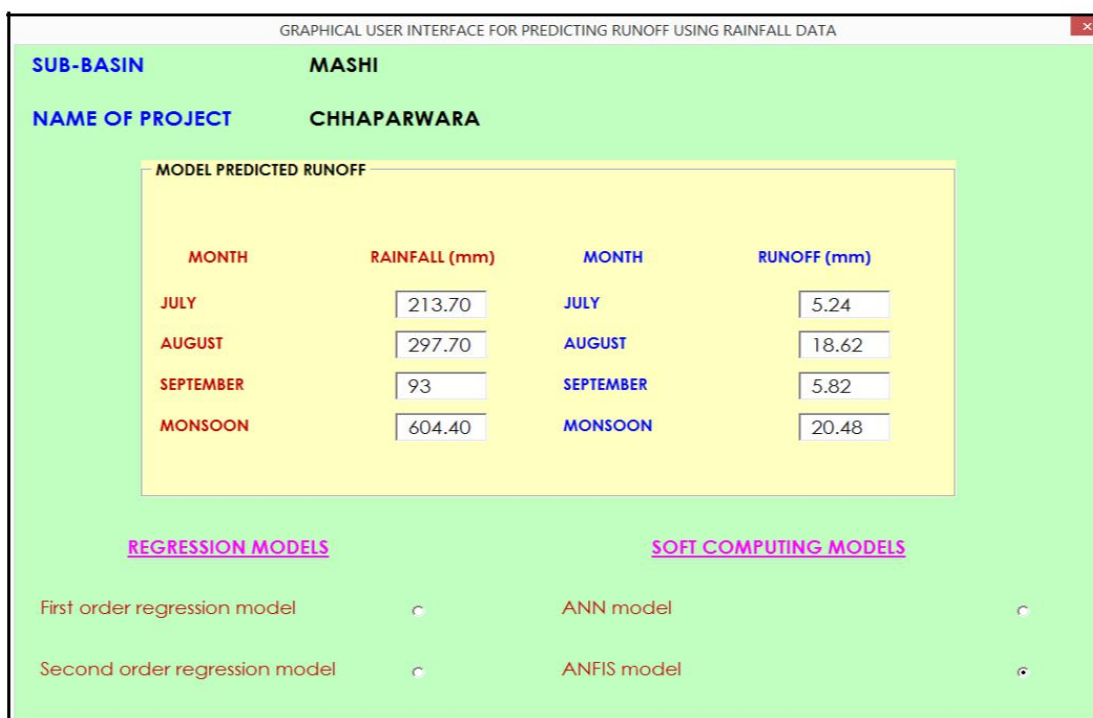 GRAPHICAL USER INTERFACE FOR PREDICTING RUNOFF USING RAINFALL DATA
SUB-BASIN MASHI
NAME OF PROJECT CHHAPARWARA
MODEL PREDICTED RUNOFF
MONTH RAINFALL (mm) MONTH RUNOFF (mm)
JULY 213.70 JULY 5.24
AUGUST 297.70 AUGUST 18.62
SEPTEMBER 93 SEPTEMBER 5.82
MONSOON 604.40 MONSOON 20.48
REGRESSION MODELS SOFT COMPUTING MODELS
First order regression model ANN model
Second order regression model ANFIS model